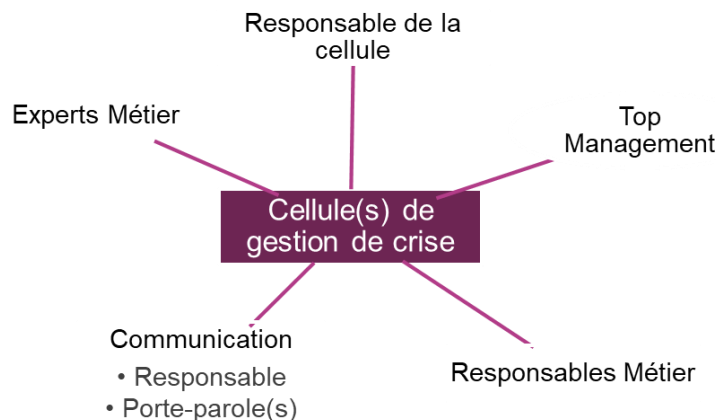 Responsable de la
cellule
Experts Métier
Top
Management
Cellule(s) de
gestion de crise
Communication
• Responsable
• Porte-parole(s)
Responsables Métier